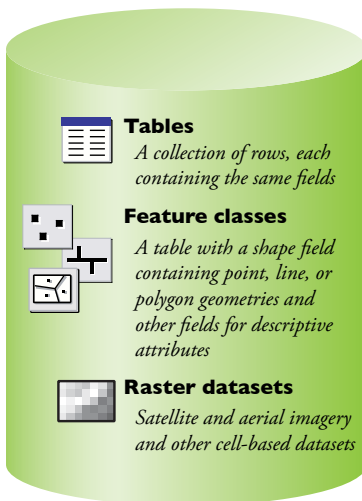 Tables
A collection of rows, each
containing the same fields
Feature classes
A table with a shape field
containing point, line, or
polygon geometries and
other fields for descriptive
attributes
Raster datasets
Satellite and aerial imagery
and other cell-based datasets